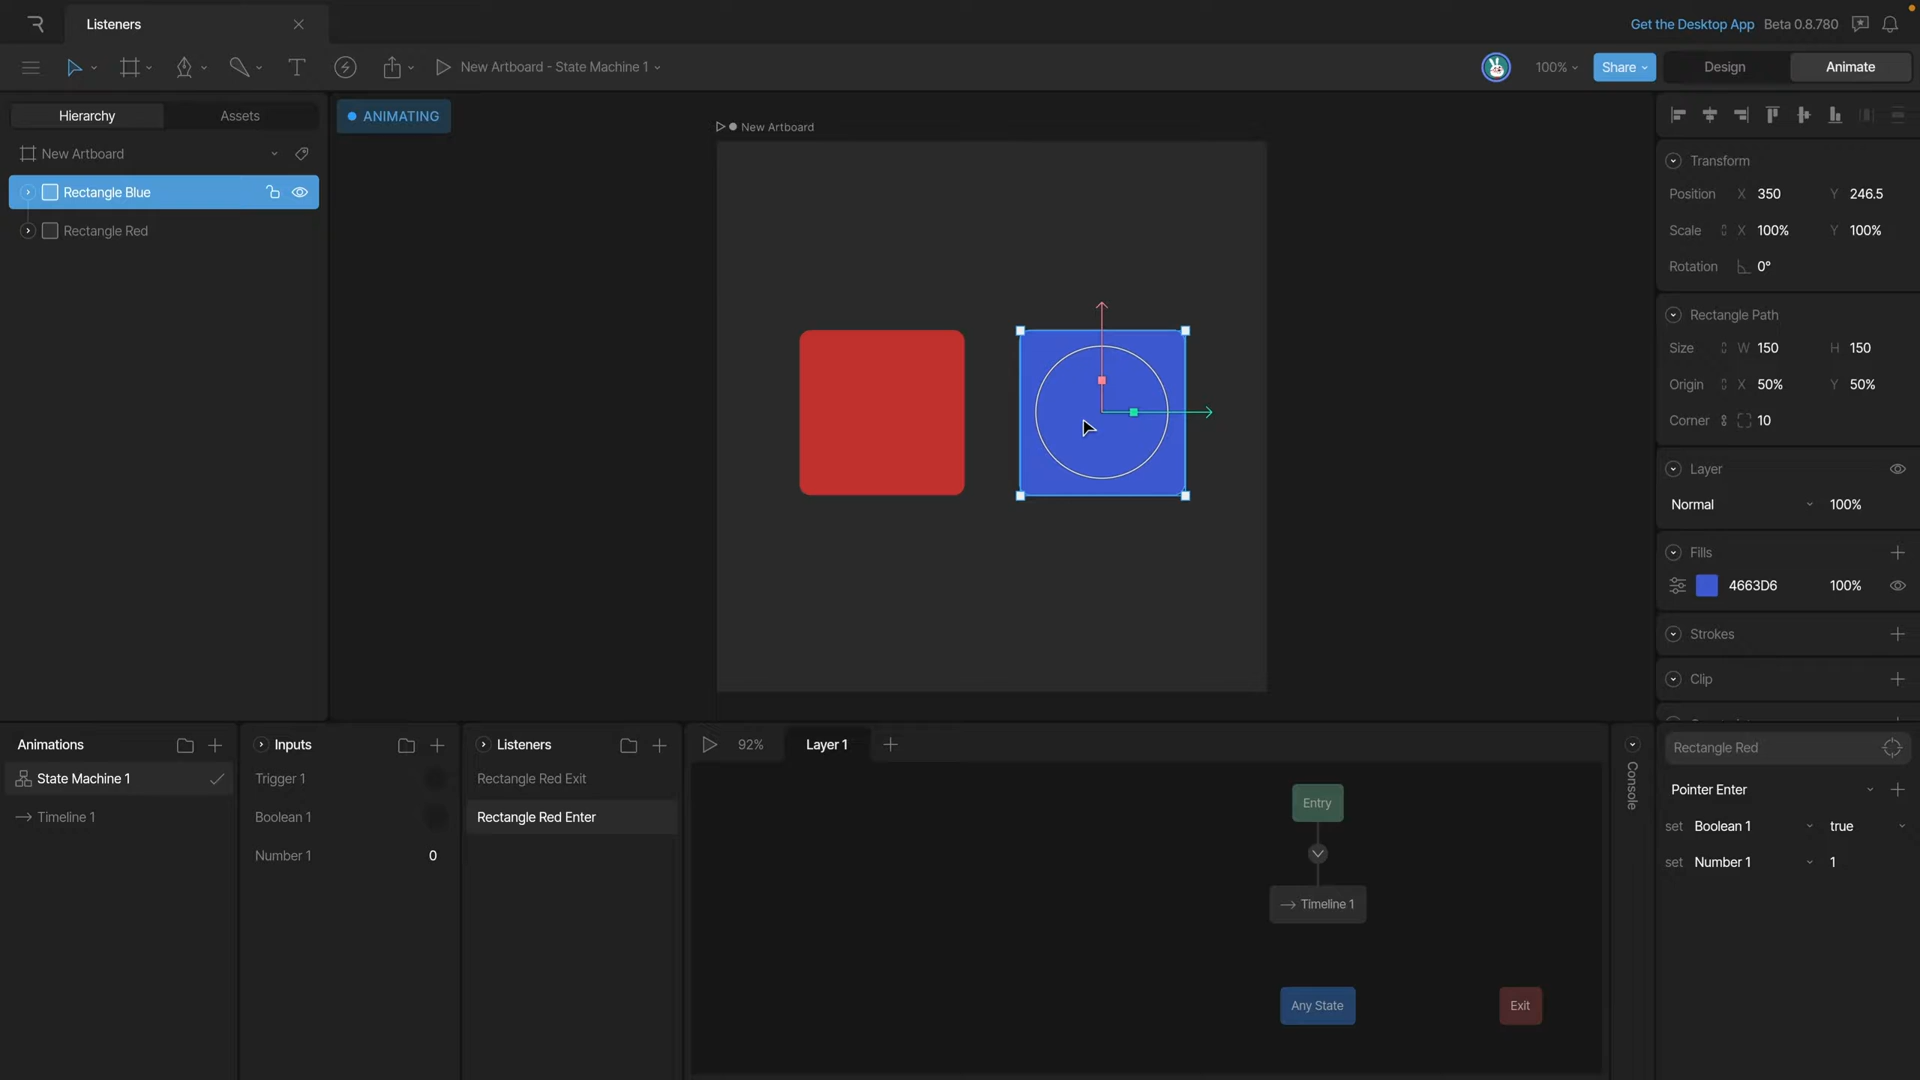 Listeners
Get the Desktop App Beta 0.8.780
New Artboard - State Machine 1
100%
Share
Design
Animate
Hierarchy
Assets
ANIMATING
New Artboard
New Artboard
Rectangle Blue
Rectangle Red
Transform
Position X 350 Y 246.5
Scale X 100% Y 100%
Rotation 0°
Rectangle Path
Size W 150 H 150
Origin X 50% Y 50%
Corner 10
Layer
Normal 100%
Fills
4663D6 100%
Strokes
Clip
Animations
State Machine 1
Timeline 1
Inputs
Trigger 1
Boolean 1
Number 1 0
Listeners
Rectangle Red Exit
Rectangle Red Enter
92%
Layer 1
Entry
Timeline 1
Any State
Exit
Console
Rectangle Red
Pointer Enter
set Boolean 1 true
set Number 1 1